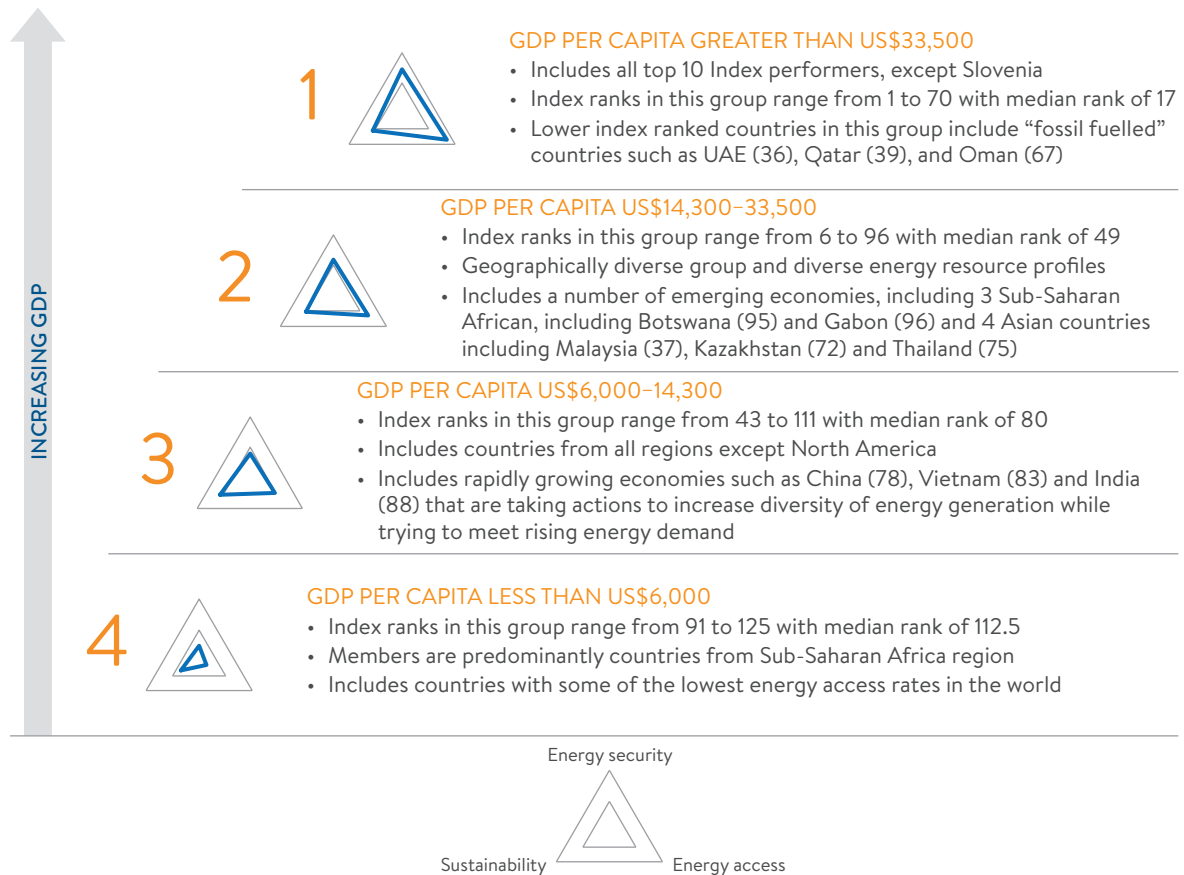 GDP PER CAPITA GREATER THAN US$33,500
1
• Includes all top 10 Index performers, except Slovenia
• Index ranks in this group range from 1 to 70 with median rank of 17
• Lower index ranked countries in this group include “fossil fuelled”
countries such as UAE (36), Qatar (39), and Oman (67)
GDP PER CAPITA US$14,300–33,500
2
• Index ranks in this group range from 6 to 96 with median rank of 49
• Geographically diverse group and diverse energy resource profiles
• Includes a number of emerging economies, including 3 Sub-Saharan
African, including Botswana (95) and Gabon (96) and 4 Asian countries
including Malaysia (37), Kazakhstan (72) and Thailand (75)
INCREASING GDP
GDP PER CAPITA US$6,000–14,300
3
• Index ranks in this group range from 43 to 111 with median rank of 80
• Includes countries from all regions except North America
• Includes rapidly growing economies such as China (78), Vietnam (83) and India
(88) that are taking actions to increase diversity of energy generation while
trying to meet rising energy demand
GDP PER CAPITA LESS THAN US$6,000
4
• Index ranks in this group range from 91 to 125 with median rank of 112.5
• Members are predominantly countries from Sub-Saharan Africa region
• Includes countries with some of the lowest energy access rates in the world
Energy security
Sustainability
Energy access